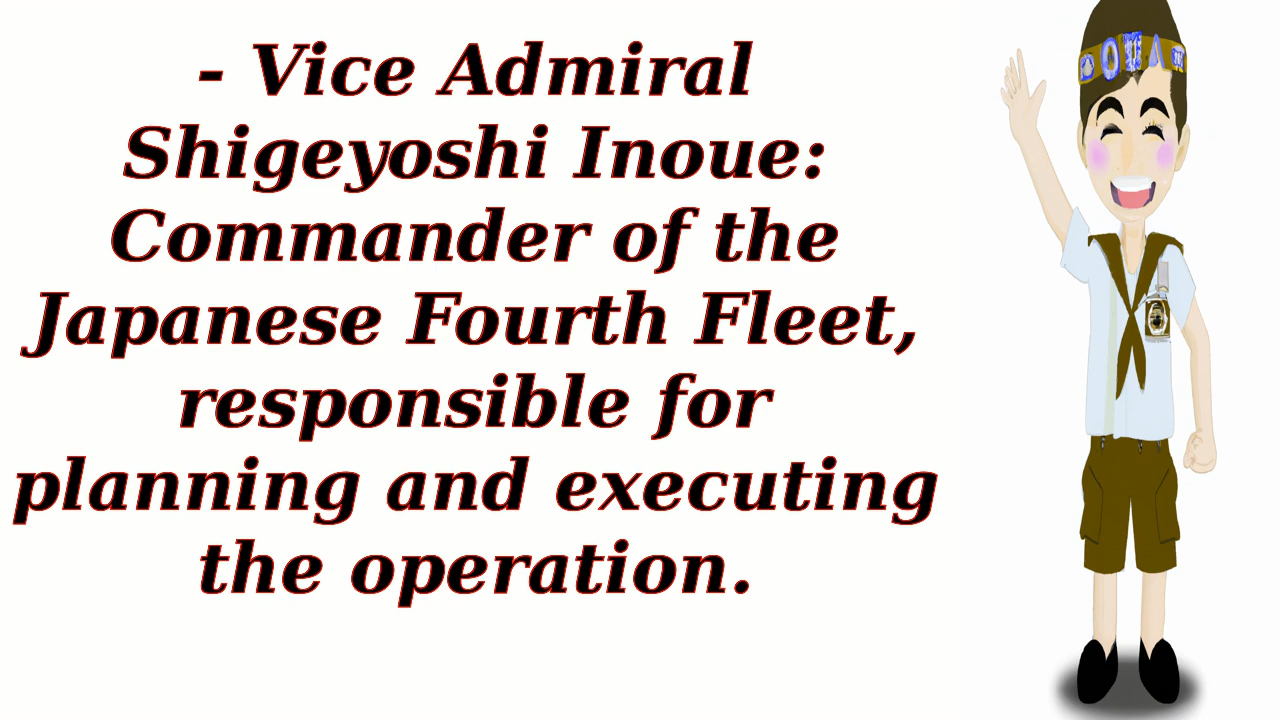 - Vice Admiral
Shigeyoshi Inoue:
Commander of the
Japanese Fourth Fleet,
responsible for
planning and executing
the operation.